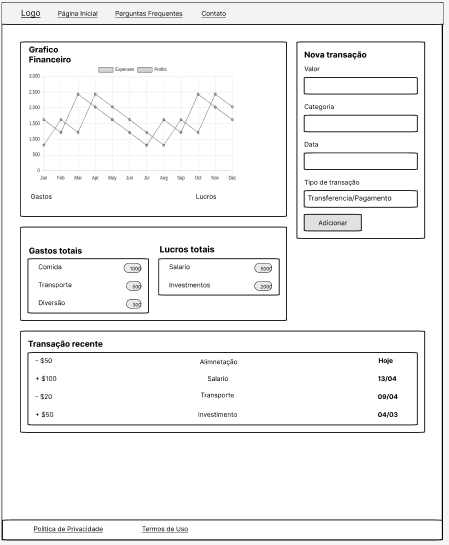 Logo Página Inicial Perguntas Frequentes Contato
Grafico
Financeiro
Expenses Profits
3.000
2.500
2.000
1.500
1.000
500
0
Jan Feb Mar Apr May Jun Jul Aug Sep Oct Nov Dec
Gastos Lucros
Nova transação
Valor
Categoria
Data
Tipo de transação
Transferencia/Pagamento
Adicionar
Gastos totais
Comida 1000
Transporte 500
Diversão 300
Lucros totais
Salario 5000
Investmentos 2000
Transação recente
- $50 Alimnetação Hoje
+ $100 Salario 13/04
- $20 Transporte 09/04
+ $50 Investimento 04/03
Politica de Privacidade Termos de Uso